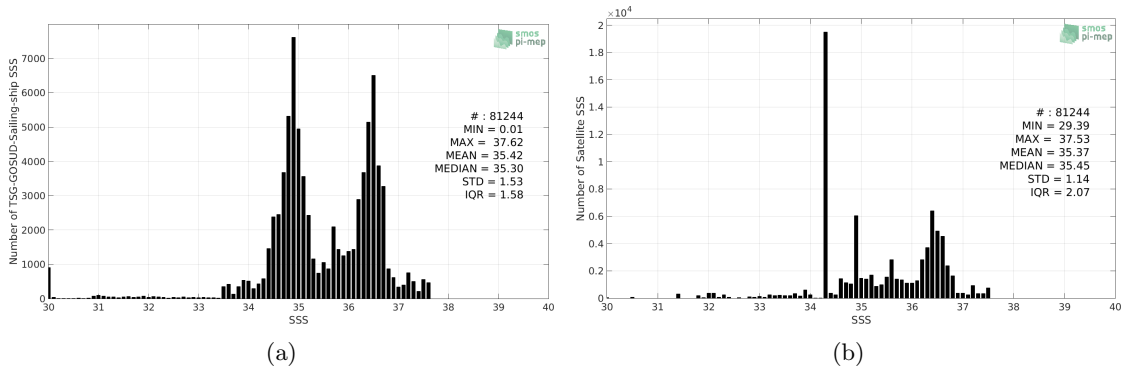 smos
pi-mep
Number of TSG-GOSUD-Sailing-ship SSS
7000
6000
5000
4000
3000
2000
1000
0
# : 81244
MIN = 0.01
MAX = 37.62
MEAN = 35.42
MEDIAN = 35.30
STD = 1.53
IQR = 1.58
30 31 32 33 34 35 36 37 38 39 40
SSS
(a)
×10⁴
smos
pi-mep
Number of Satellite SSS
2
1.8
1.6
1.4
1.2
1
0.8
0.6
0.4
0.2
0
# : 81244
MIN = 29.39
MAX = 37.53
MEAN = 35.37
MEDIAN = 35.45
STD = 1.14
IQR = 2.07
30 31 32 33 34 35 36 37 38 39 40
SSS
(b)